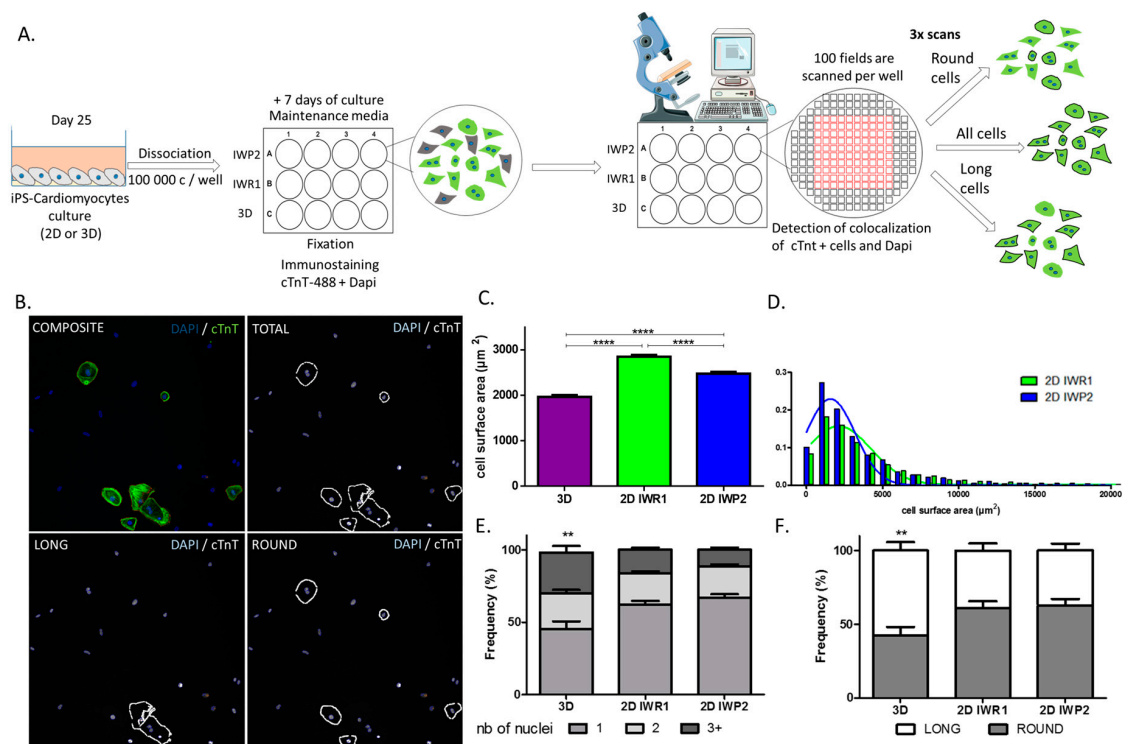 A.
Day 25
iPS-Cardiomyocytes
culture
(2D or 3D)
Dissociation
100 000 c / well
+ 7 days of culture
Maintenance media
1 2 3 4
IWP2 A
IWR1 B
3D C
Fixation
Immunostaining
cTnT-488 + Dapi
1 2 3 4
IWP2 A
IWR1 B
3D C
100 fields are
scanned per well
Detection of colocalization
of cTnt + cells and Dapi
3x scans
Round
cells
All cells
Long
cells
B.
COMPOSITE DAPI / cTnT
TOTAL DAPI / cTnT
LONG DAPI / cTnT
ROUND DAPI / cTnT
C.
cell surface area (µm²)
3000
2000
1000
0
****
**** ****
3D 2D IWR1 2D IWP2
D.
2D IWR1
2D IWP2
0.3
0.2
0.1
0.0
0 5000 10000 15000 20000
cell surface area (µm²)
E.
Frequency (%)
100
50
0
**
3D 2D IWR1 2D IWP2
nb of nuclei 1 2 3+
F.
Frequency (%)
100
50
0
**
3D 2D IWR1 2D IWP2
LONG ROUND